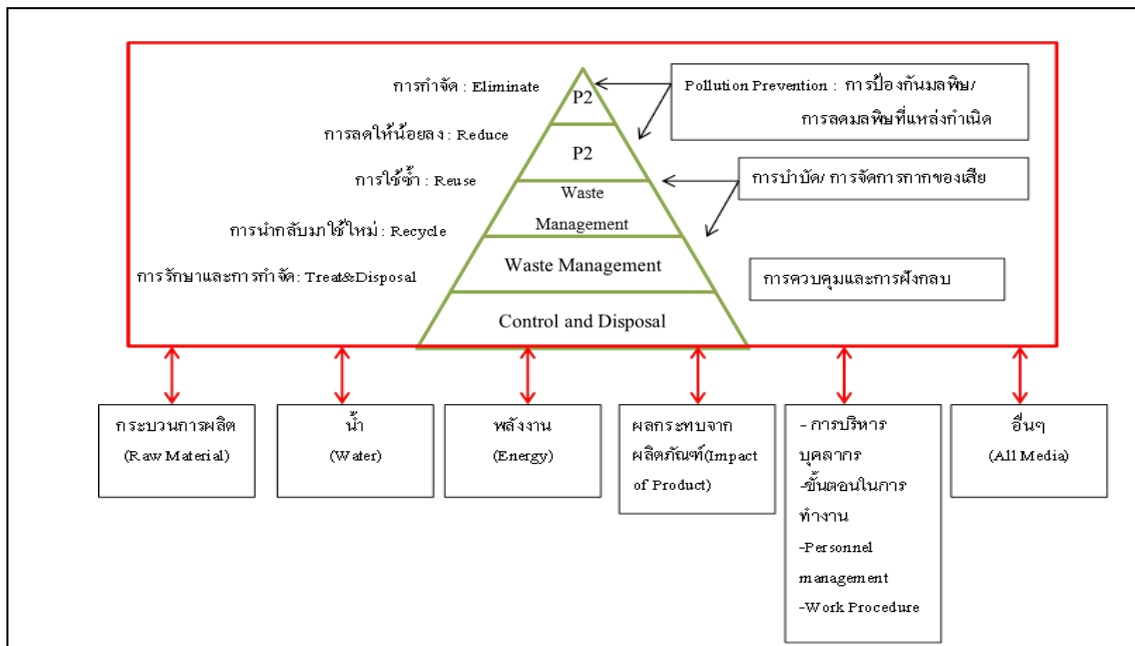 การกำจัด : Eliminate
P2
Pollution Prevention : การป้องกันมลพิษ/
การลดมลพิษที่แหล่งกำเนิด
การลดให้น้อยลง : Reduce
P2
การใช้ซ้ำ : Reuse
Waste
Management
การบำบัด/ การจัดการกากของเสีย
การนำกลับมาใช้ใหม่ : Recycle
Waste Management
การรักษาและการกำจัด: Treat&Disposal
การควบคุมและการฝังกลบ
Control and Disposal
กระบวนการผลิต
(Raw Material)
น้ำ
(Water)
พลังงาน
(Energy)
ผลกระทบจาก
ผลิตภัณฑ์(Impact
of Product)
- การบริหาร
บุคลากร
-ขั้นตอนในการ
ทำงาน
-Personnel
management
-Work Procedure
อื่นๆ
(All Media)